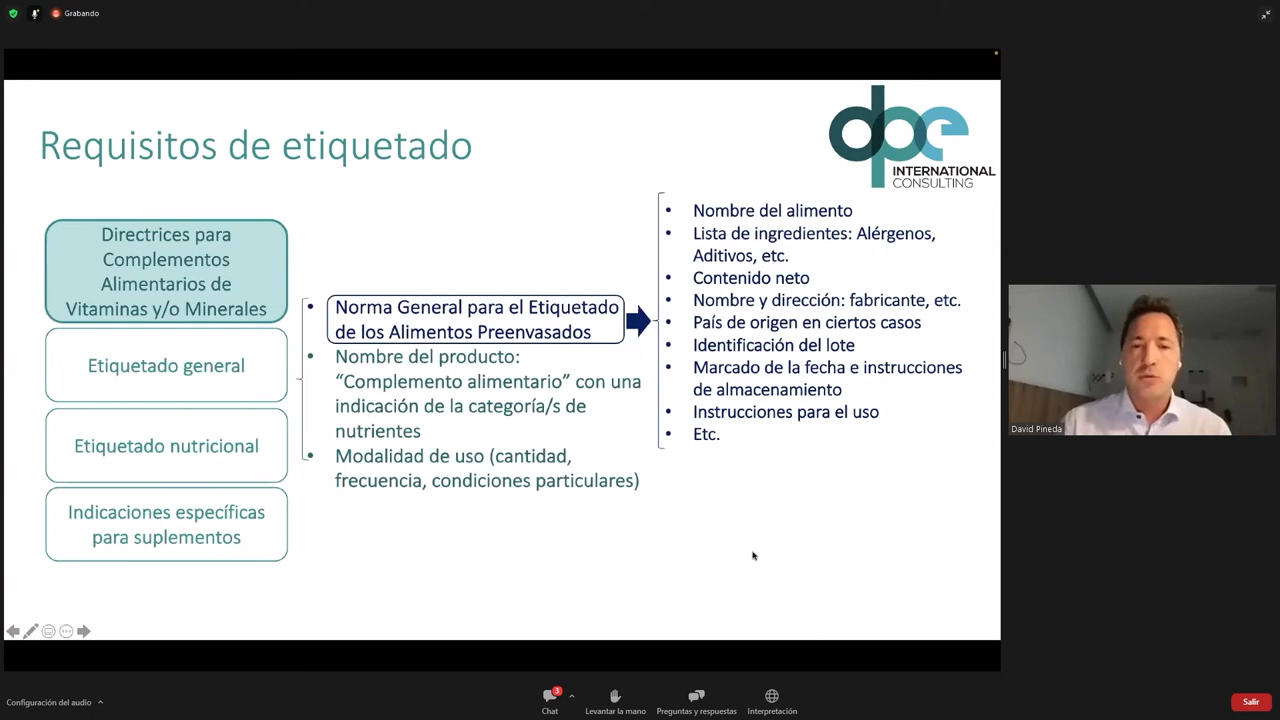 Grabando
Requisitos de etiquetado
dpe
INTERNATIONAL
CONSULTING
Directrices para
Complementos
Alimentarios de
Vitaminas y/o Minerales
Etiquetado general
Etiquetado nutricional
Indicaciones específicas
para suplementos
• Norma General para el Etiquetado
de los Alimentos Preenvasados
• Nombre del producto:
“Complemento alimentario” con una
indicación de la categoría/s de
nutrientes
• Modalidad de uso (cantidad,
frecuencia, condiciones particulares)
• Nombre del alimento
• Lista de ingredientes: Alérgenos,
Aditivos, etc.
• Contenido neto
• Nombre y dirección: fabricante, etc.
• País de origen en ciertos casos
• Identificación del lote
• Marcado de la fecha e instrucciones
de almacenamiento
• Instrucciones para el uso
• Etc.
David Pineda
Configuración del audio
3
Chat
Levantar la mano
Preguntas y respuestas
Interpretación
Salir